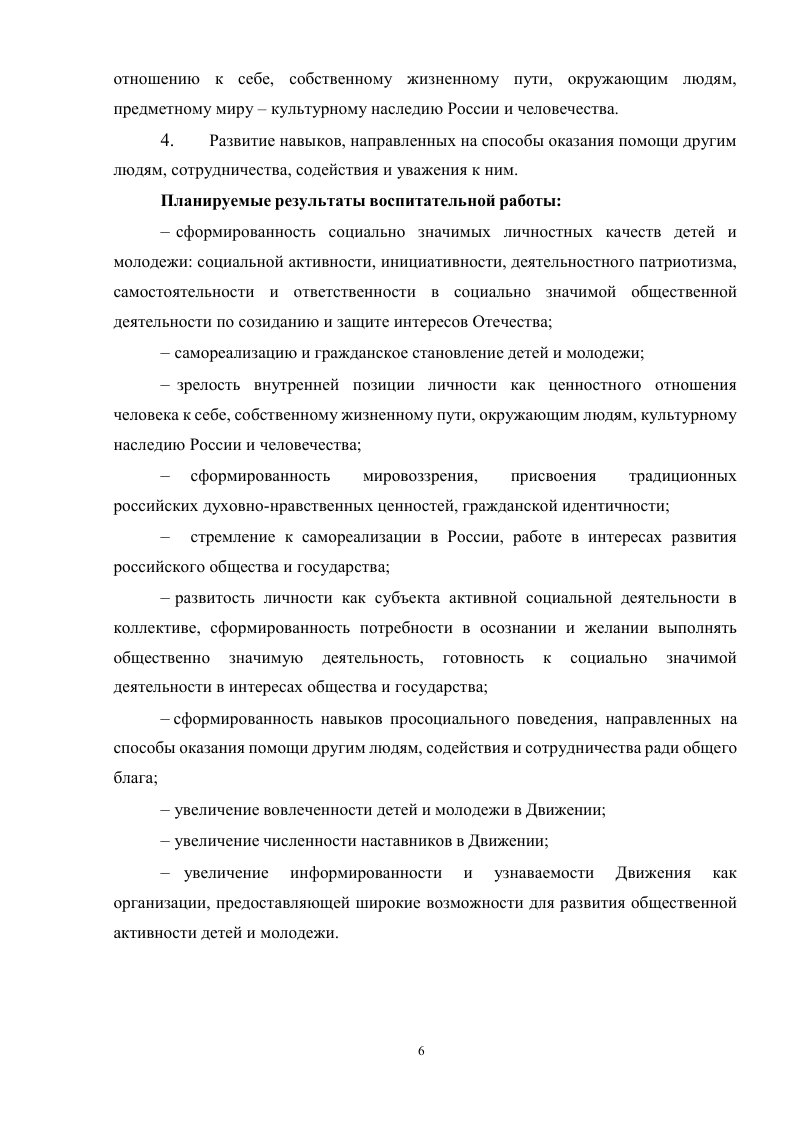 отношению к себе, собственному жизненному пути, окружающим людям,
предметному миру – культурному наследию России и человечества.
4. Развитие навыков, направленных на способы оказания помощи другим
людям, сотрудничества, содействия и уважения к ним.
Планируемые результаты воспитательной работы:
– сформированность социально значимых личностных качеств детей и
молодежи: социальной активности, инициативности, деятельностного патриотизма,
самостоятельности и ответственности в социально значимой общественной
деятельности по созиданию и защите интересов Отечества;
– самореализацию и гражданское становление детей и молодежи;
– зрелость внутренней позиции личности как ценностного отношения
человека к себе, собственному жизненному пути, окружающим людям, культурному
наследию России и человечества;
– сформированность мировоззрения, присвоения традиционных
российских духовно-нравственных ценностей, гражданской идентичности;
– стремление к самореализации в России, работе в интересах развития
российского общества и государства;
– развитость личности как субъекта активной социальной деятельности в
коллективе, сформированность потребности в осознании и желании выполнять
общественно значимую деятельность, готовность к социально значимой
деятельности в интересах общества и государства;
– сформированность навыков просоциального поведения, направленных на
способы оказания помощи другим людям, содействия и сотрудничества ради общего
блага;
– увеличение вовлеченности детей и молодежи в Движении;
– увеличение численности наставников в Движении;
– увеличение информированности и узнаваемости Движения как
организации, предоставляющей широкие возможности для развития общественной
активности детей и молодежи.
6